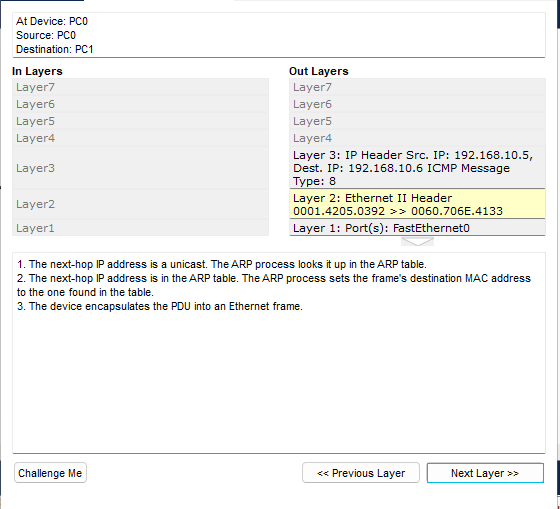 At Device: PC0
Source: PC0
Destination: PC1
In Layers
Out Layers
Layer7
Layer7
Layer6
Layer6
Layer5
Layer5
Layer4
Layer4
Layer3
Layer 3: IP Header Src. IP: 192.168.10.5,
Dest. IP: 192.168.10.6 ICMP Message
Type: 8
Layer2
Layer 2: Ethernet II Header
0001.4205.0392 >> 0060.706E.4133
Layer1
Layer 1: Port(s): FastEthernet0
1. The next-hop IP address is a unicast. The ARP process looks it up in the ARP table.
2. The next-hop IP address is in the ARP table. The ARP process sets the frame's destination MAC address
to the one found in the table.
3. The device encapsulates the PDU into an Ethernet frame.
Challenge Me
<< Previous Layer
Next Layer >>